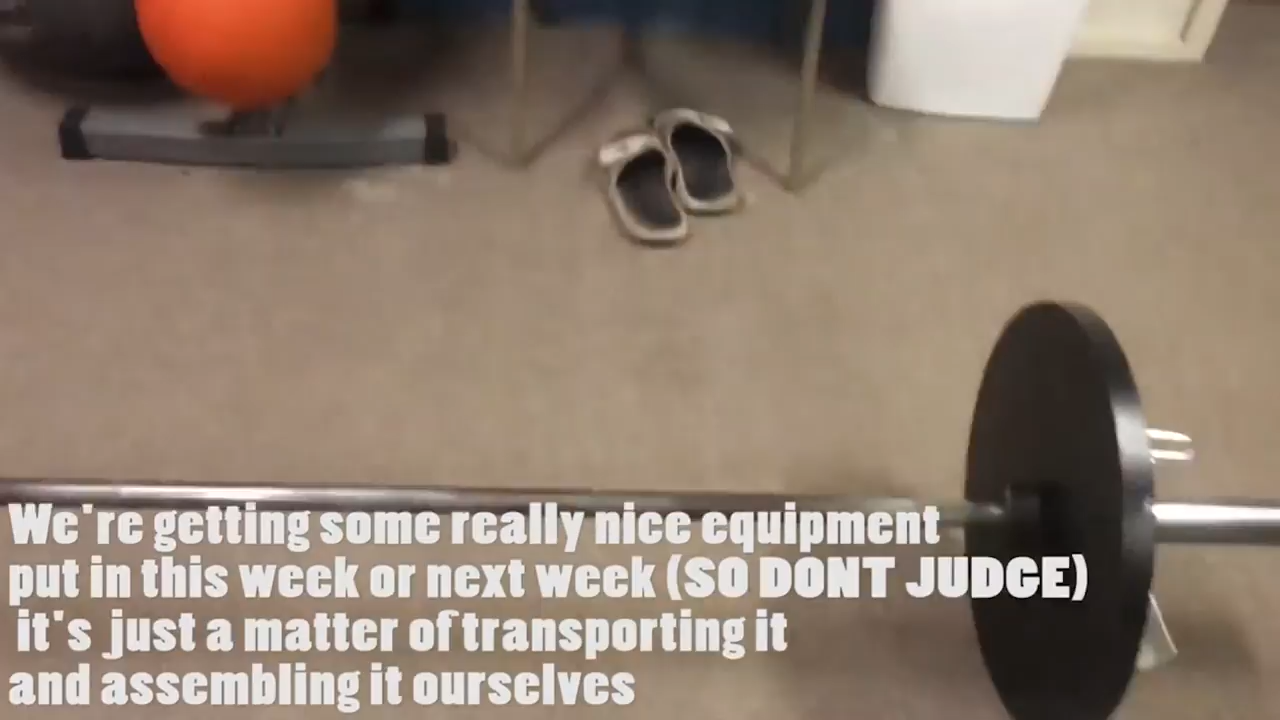 We're getting some really nice equipment
put in this week or next week (SO DONT JUDGE)
it's just a matter of transporting it
and assembling it ourselves